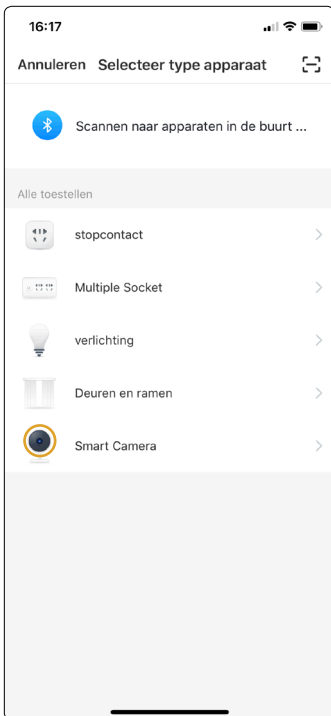 16:17
Annuleren Selecteer type apparaat
Scannen naar apparaten in de buurt ...
Alle toestellen
stopcontact
Multiple Socket
verlichting
Deuren en ramen
Smart Camera